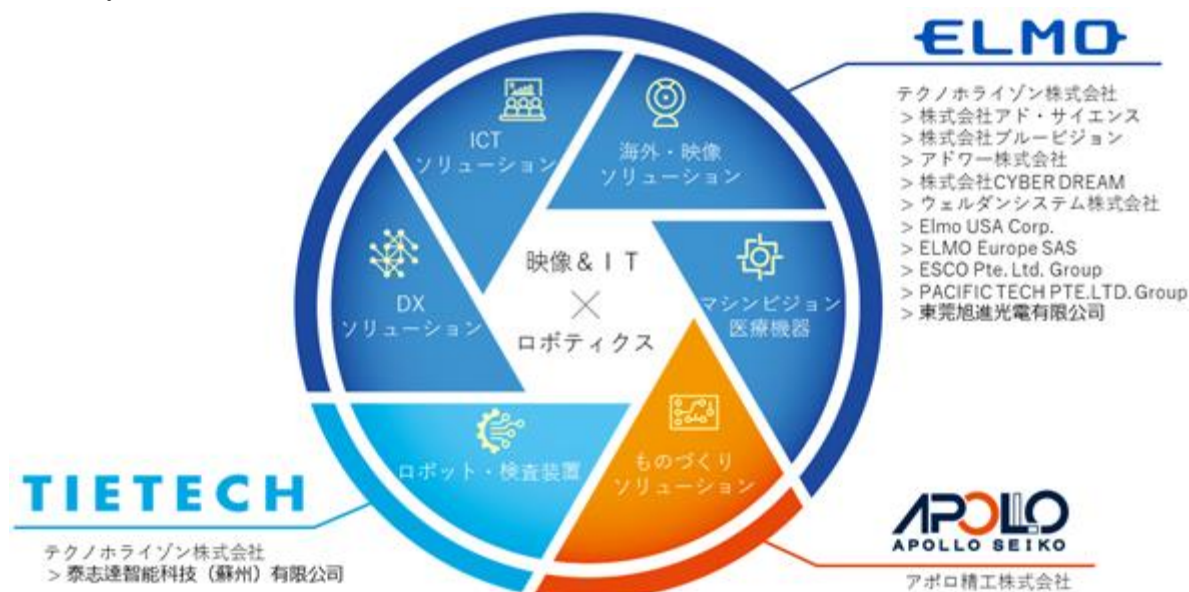 ELMO
テクノホライゾン株式会社
> 株式会社アド・サイエンス
> 株式会社ブルービジョン
> アドワー株式会社
> 株式会社CYBER DREAM
> ウェルダンシステム株式会社
> Elmo USA Corp.
> ELMO Europe SAS
> ESCO Pte. Ltd. Group
> PACIFIC TECH PTE.LTD. Group
> 東莞旭進光電有限公司
ICT
ソリューション
海外・映像
ソリューション
DX
ソリューション
映像&IT
×
ロボティクス
マシンビジョン
医療機器
ロボット・検査装置
ものづくり
ソリューション
TIETECH
テクノホライゾン株式会社
> 泰志達智能科技（蘇州）有限公司
APOLLO
APOLLO SEIKO
アポロ精工株式会社